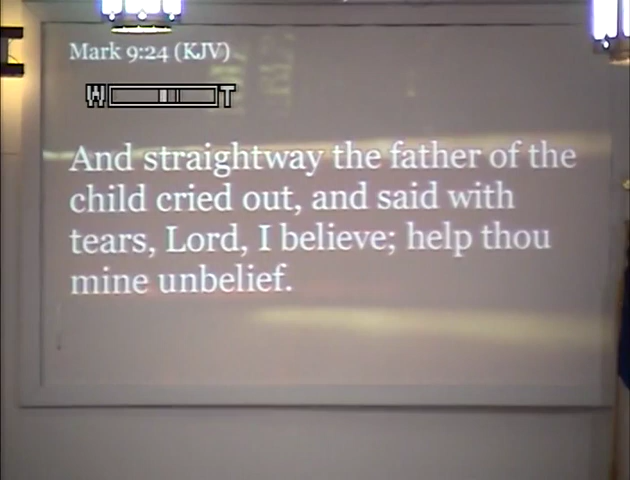 Mark 9:24 (KJV)
W T
And straightway the father of the
child cried out, and said with
tears, Lord, I believe; help thou
mine unbelief.